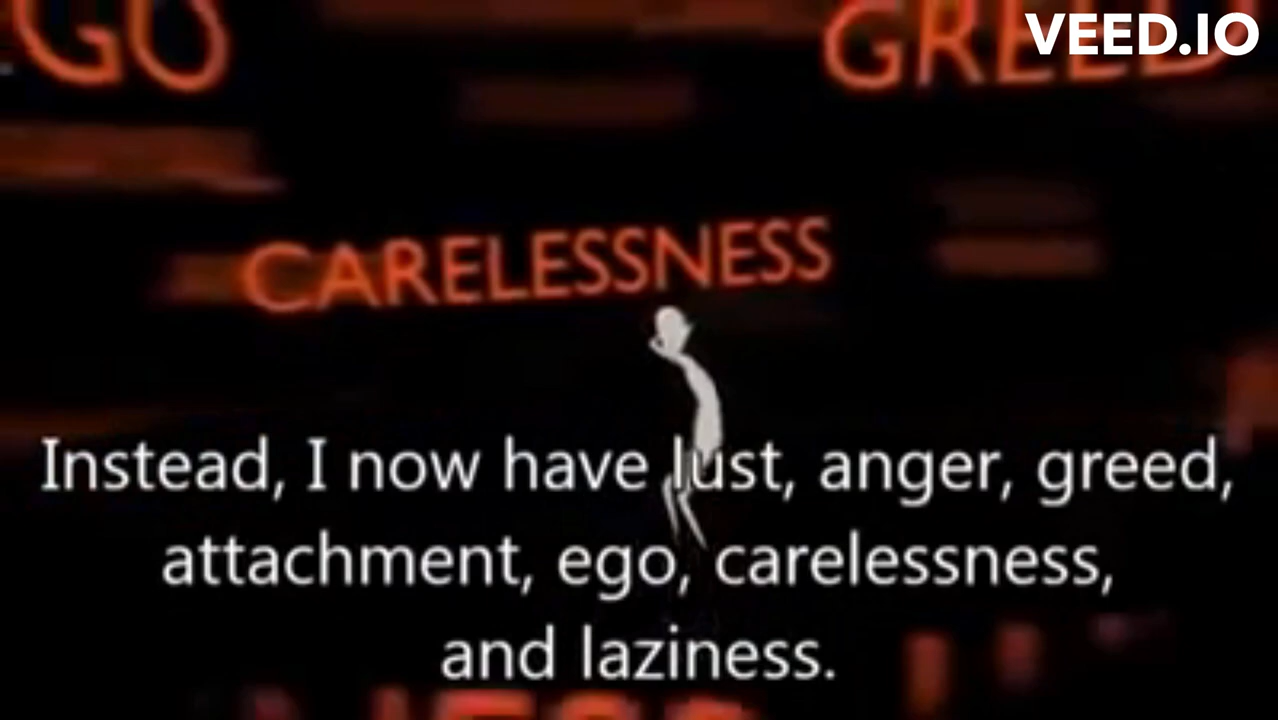 GO
GREED
VEED.IO
CARELESSNESS
Instead, I now have lust, anger, greed,
attachment, ego, carelessness,
and laziness.